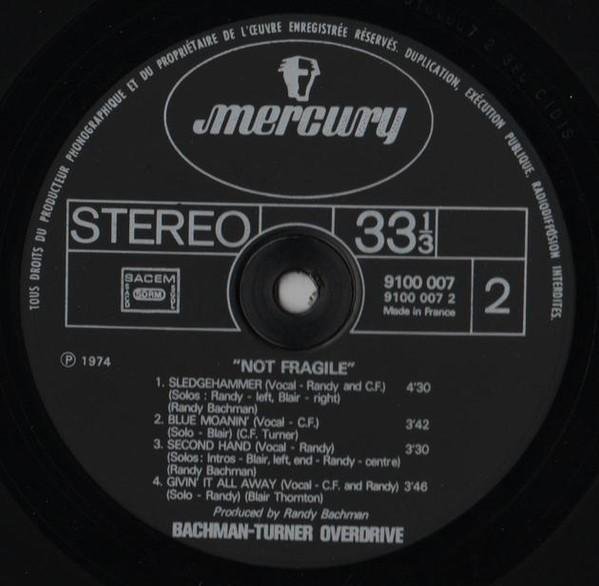 TOUS DROITS DU PRODUCTEUR PHONOGRAPHIQUE ET DU PROPRIÉTAIRE DE L'ŒUVRE ENREGISTRÉE RÉSERVÉS. DUPLICATION, EXÉCUTION PUBLIQUE, RADIODIFFUSION INTERDITES.
mercury
STEREO
33 1/3
SACEM
SDRM
9100 007
9100 007 2
Made in France
2
Ⓟ 1974
"NOT FRAGILE"
1. SLEDGEHAMMER (Vocal - Randy and C.F.) 4'30
(Solos : Randy - left, Blair - right)
(Randy Bachman)
2. BLUE MOANIN' (Vocal - C.F.) 3'42
(Solo - Blair) (C.F. Turner)
3. SECOND HAND (Vocal - Randy) 3'30
(Solos : Intros - Blair, left, end - Randy - centre)
(Randy Bachman)
4. GIVIN' IT ALL AWAY (Vocal - C.F. and Randy) 3'46
(Solo - Randy) (Blair Thornton)
Produced by Randy Bachman
BACHMAN-TURNER OVERDRIVE